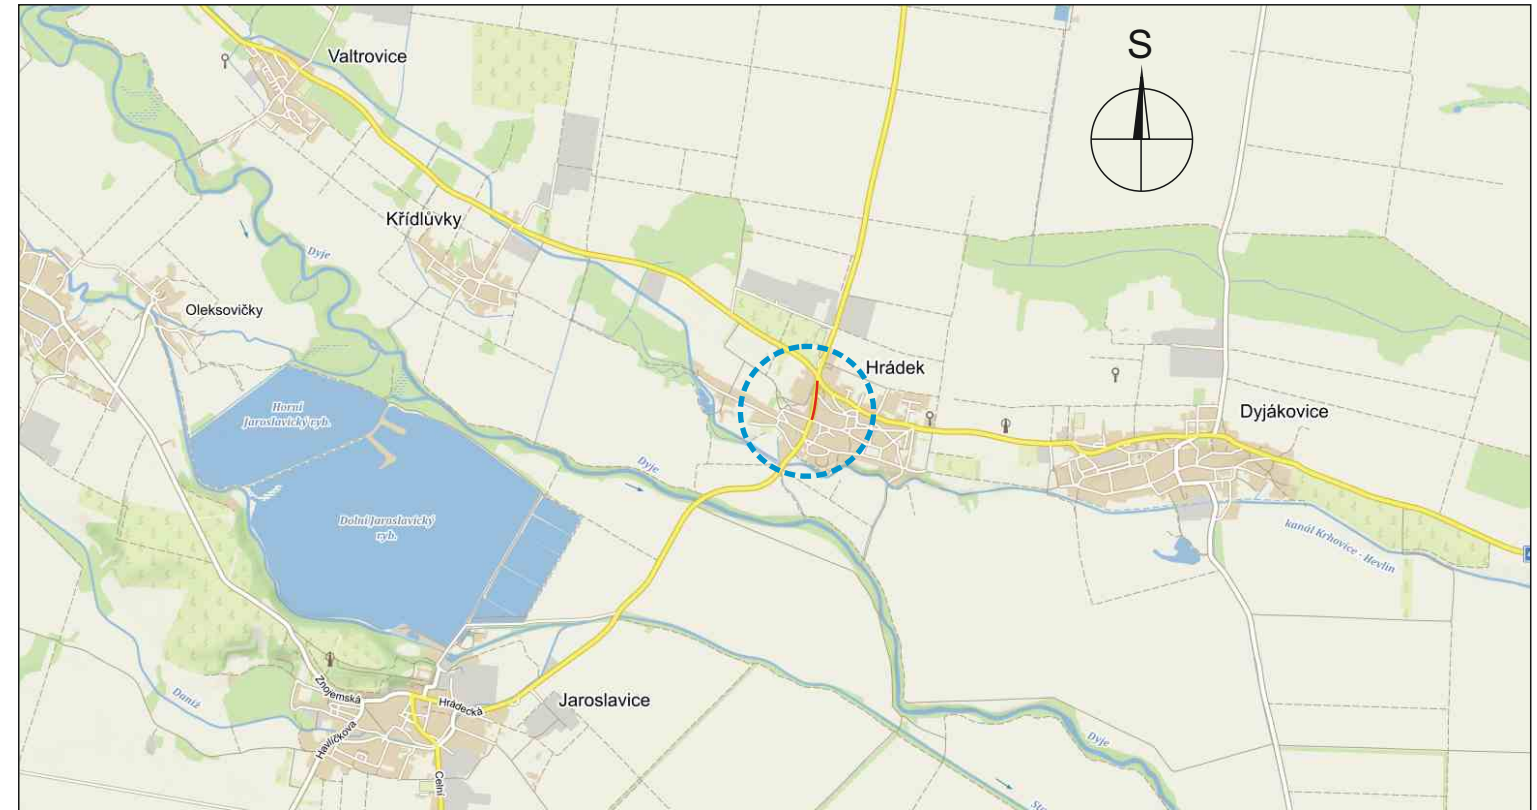 S
Valtrovice
Křídlůvky
Dyje
Oleksovičky
Hrádek
Horní
Jaroslavický ryb.
Dyjákovice
Dyje
Dolní Jaroslavický
ryb.
kanál Krhovice - Hevlín
Znojemská
Daníž
Hrádecká
Jaroslavice
Havlíčkova
Dyje
Celní